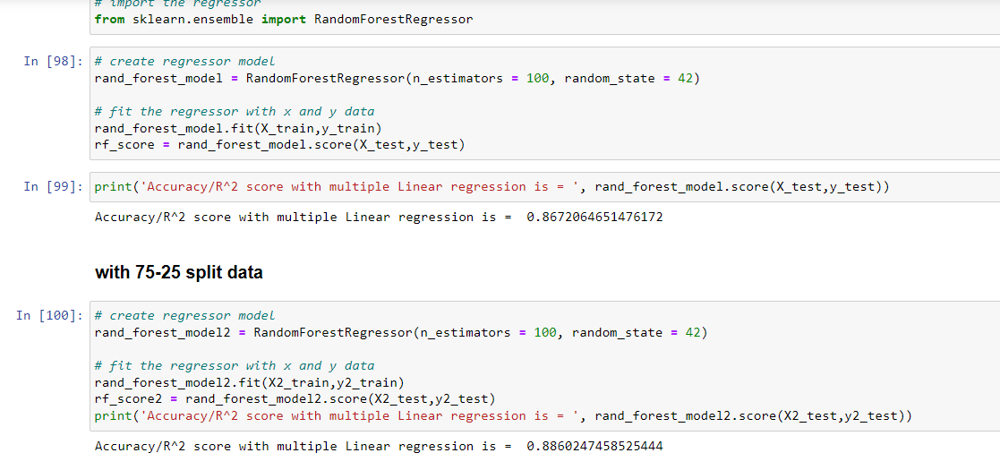 # import the regressor
from sklearn.ensemble import RandomForestRegressor
In [98]: # create regressor model
rand_forest_model = RandomForestRegressor(n_estimators = 100, random_state = 42)
# fit the regressor with x and y data
rand_forest_model.fit(X_train,y_train)
rf_score = rand_forest_model.score(X_test,y_test)
In [99]: print('Accuracy/R^2 score with multiple Linear regression is = ', rand_forest_model.score(X_test,y_test))
Accuracy/R^2 score with multiple Linear regression is =  0.8672064651476172
with 75-25 split data
In [100]: # create regressor model
rand_forest_model2 = RandomForestRegressor(n_estimators = 100, random_state = 42)
# fit the regressor with x and y data
rand_forest_model2.fit(X2_train,y2_train)
rf_score2 = rand_forest_model2.score(X2_test,y2_test)
print('Accuracy/R^2 score with multiple Linear regression is = ', rand_forest_model2.score(X2_test,y2_test))
Accuracy/R^2 score with multiple Linear regression is =  0.8860247458525444